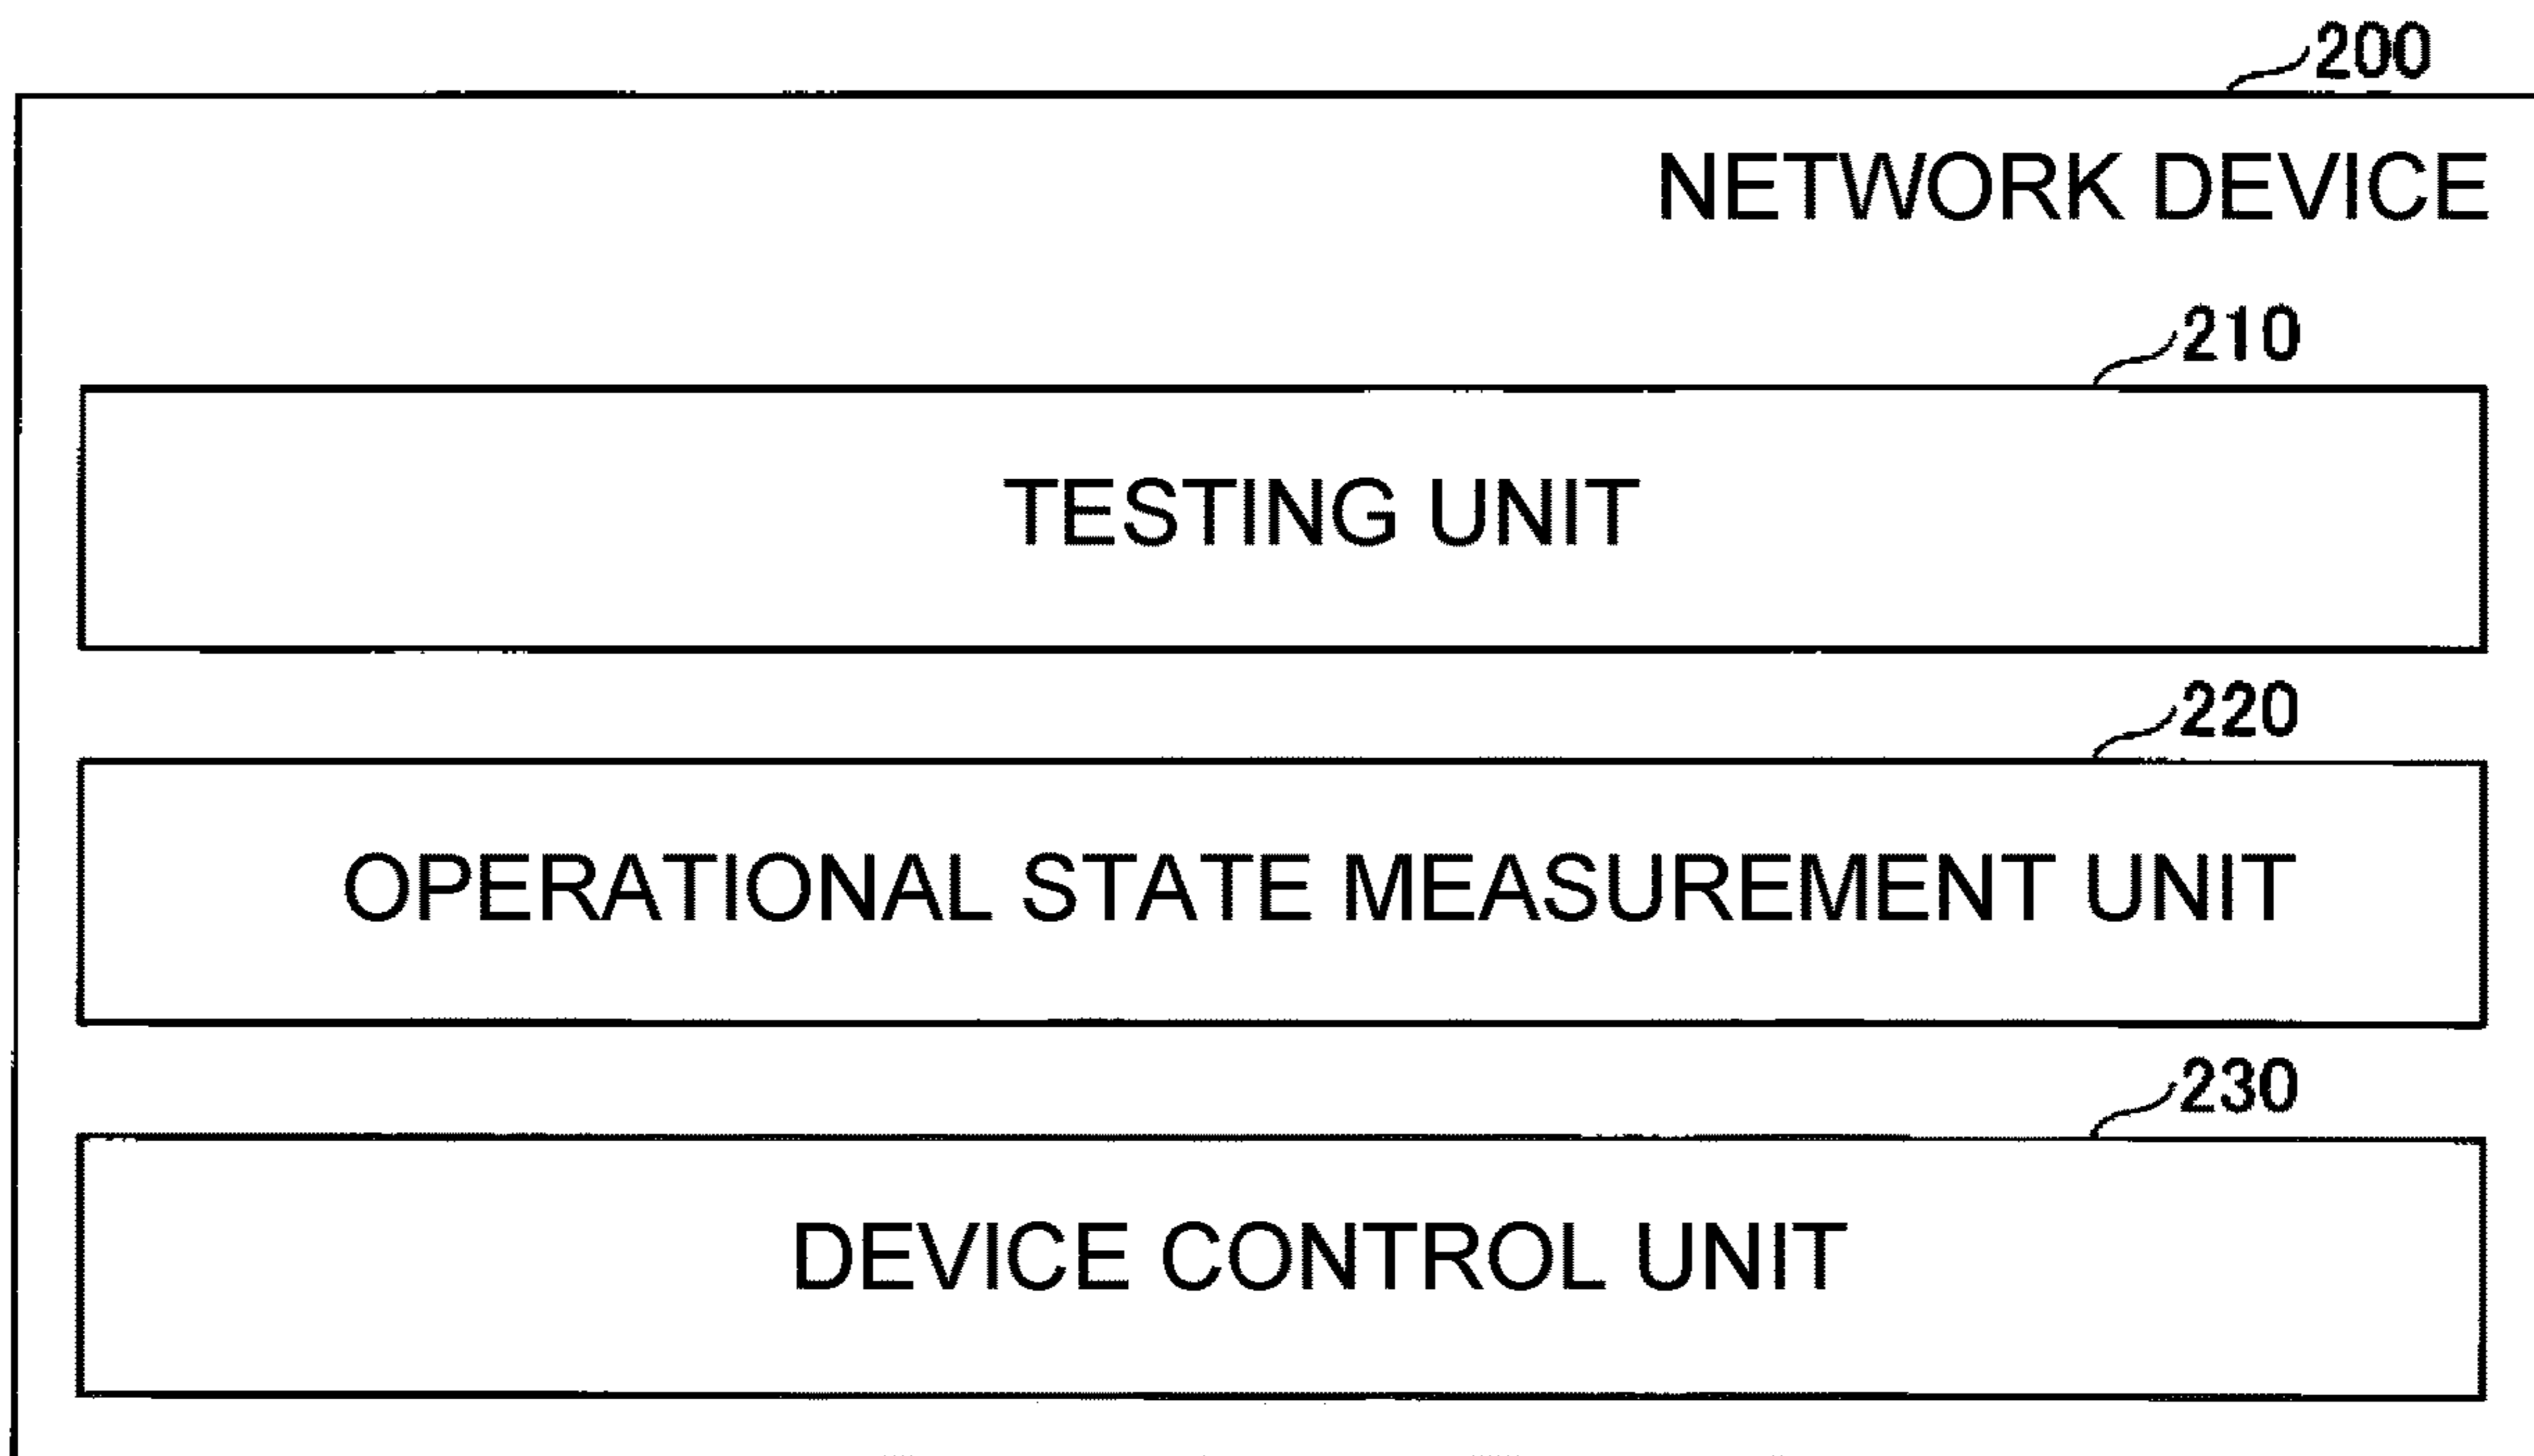 200
NETWORK DEVICE
210
TESTING UNIT
220
OPERATIONAL STATE MEASUREMENT UNIT
230
DEVICE CONTROL UNIT